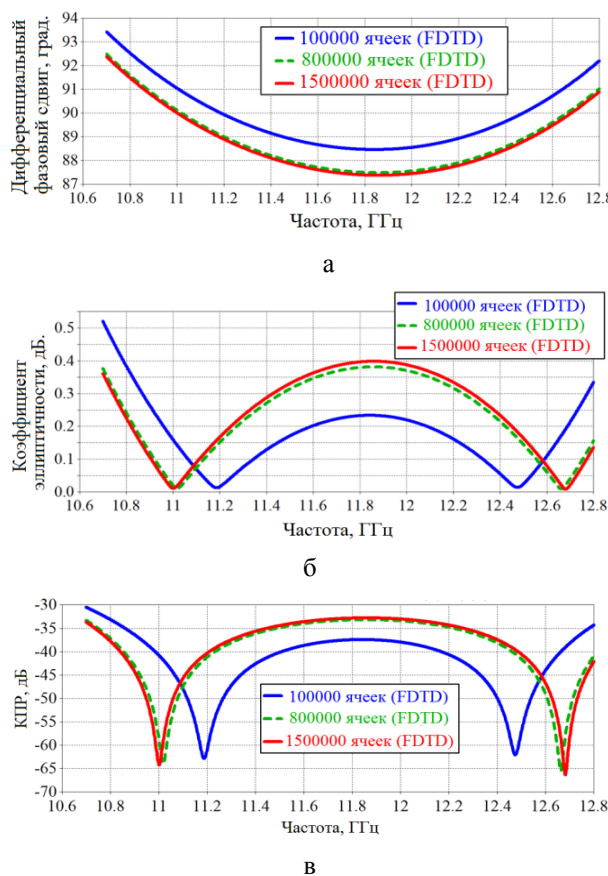 Дифференциальный
фазовый сдвиг, град.
94
93
92
91
90
89
88
87
100000 ячеек (FDTD)
800000 ячеек (FDTD)
1500000 ячеек (FDTD)
10.6 10.8 11 11.2 11.4 11.6 11.8 12 12.2 12.4 12.6 12.8
Частота, ГГц
а
Коэффициент
эллиптичности, дБ.
0.5
0.4
0.3
0.2
0.1
0.0
100000 ячеек (FDTD)
800000 ячеек (FDTD)
1500000 ячеек (FDTD)
10.6 10.8 11 11.2 11.4 11.6 11.8 12 12.2 12.4 12.6 12.8
Частота, ГГц
б
КПР, дБ
-30
-35
-40
-45
-50
-55
-60
-65
-70
100000 ячеек (FDTD)
800000 ячеек (FDTD)
1500000 ячеек (FDTD)
10.6 10.8 11 11.2 11.4 11.6 11.8 12 12.2 12.4 12.6 12.8
Частота, ГГц
в